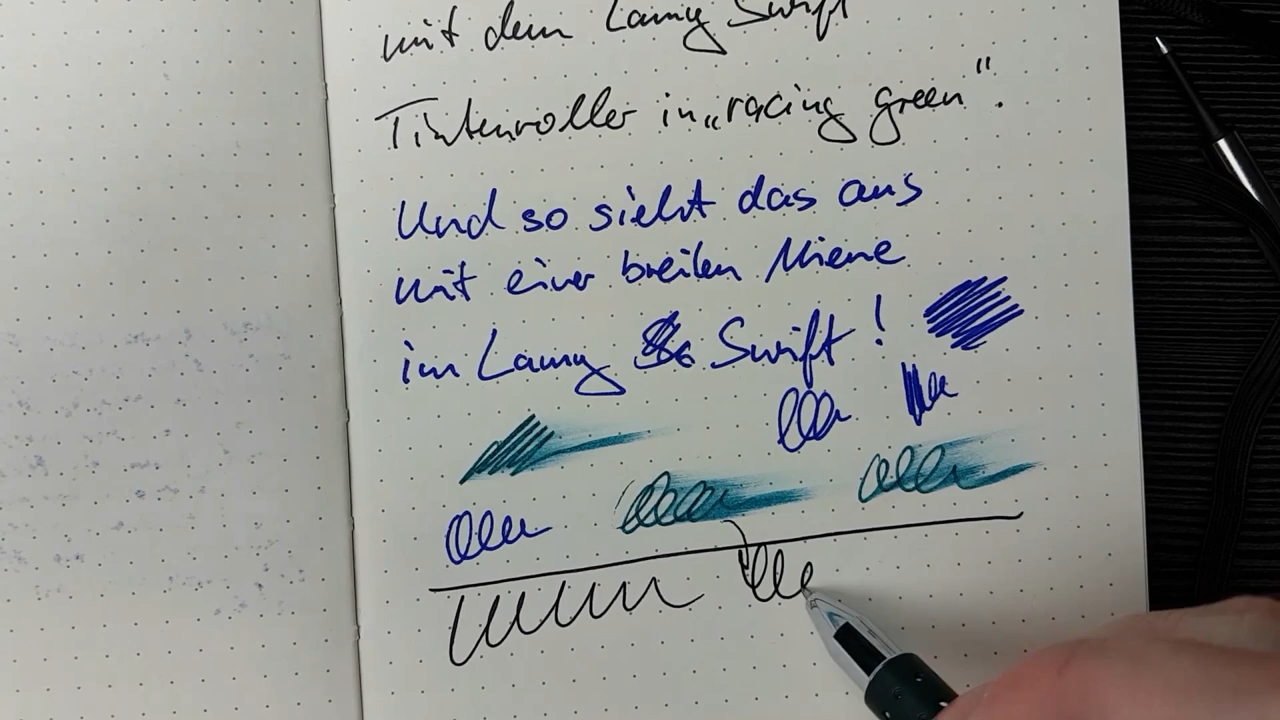 mit dem Lamy Swift
Tintenroller in „racing green".
Und so sieht das aus
mit einer breiten Miene
im Lamy Swift!